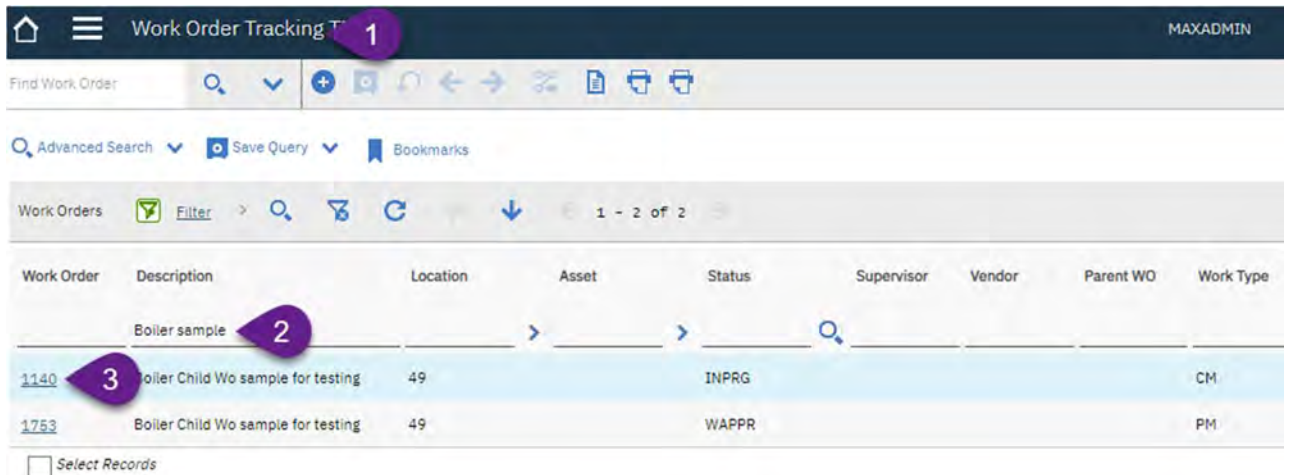 Work Order Tracking 1 MAXADMIN
Find Work Order
Advanced Search Save Query Bookmarks
Work Orders Filter 1 - 2 of 2
Work Order Description Location Asset Status Supervisor Vendor Parent WO Work Type
Boiler sample 2
1140 3 Boiler Child Wo sample for testing 49 INPRG CM
1753 Boiler Child Wo sample for testing 49 WAPPR PM
Select Records